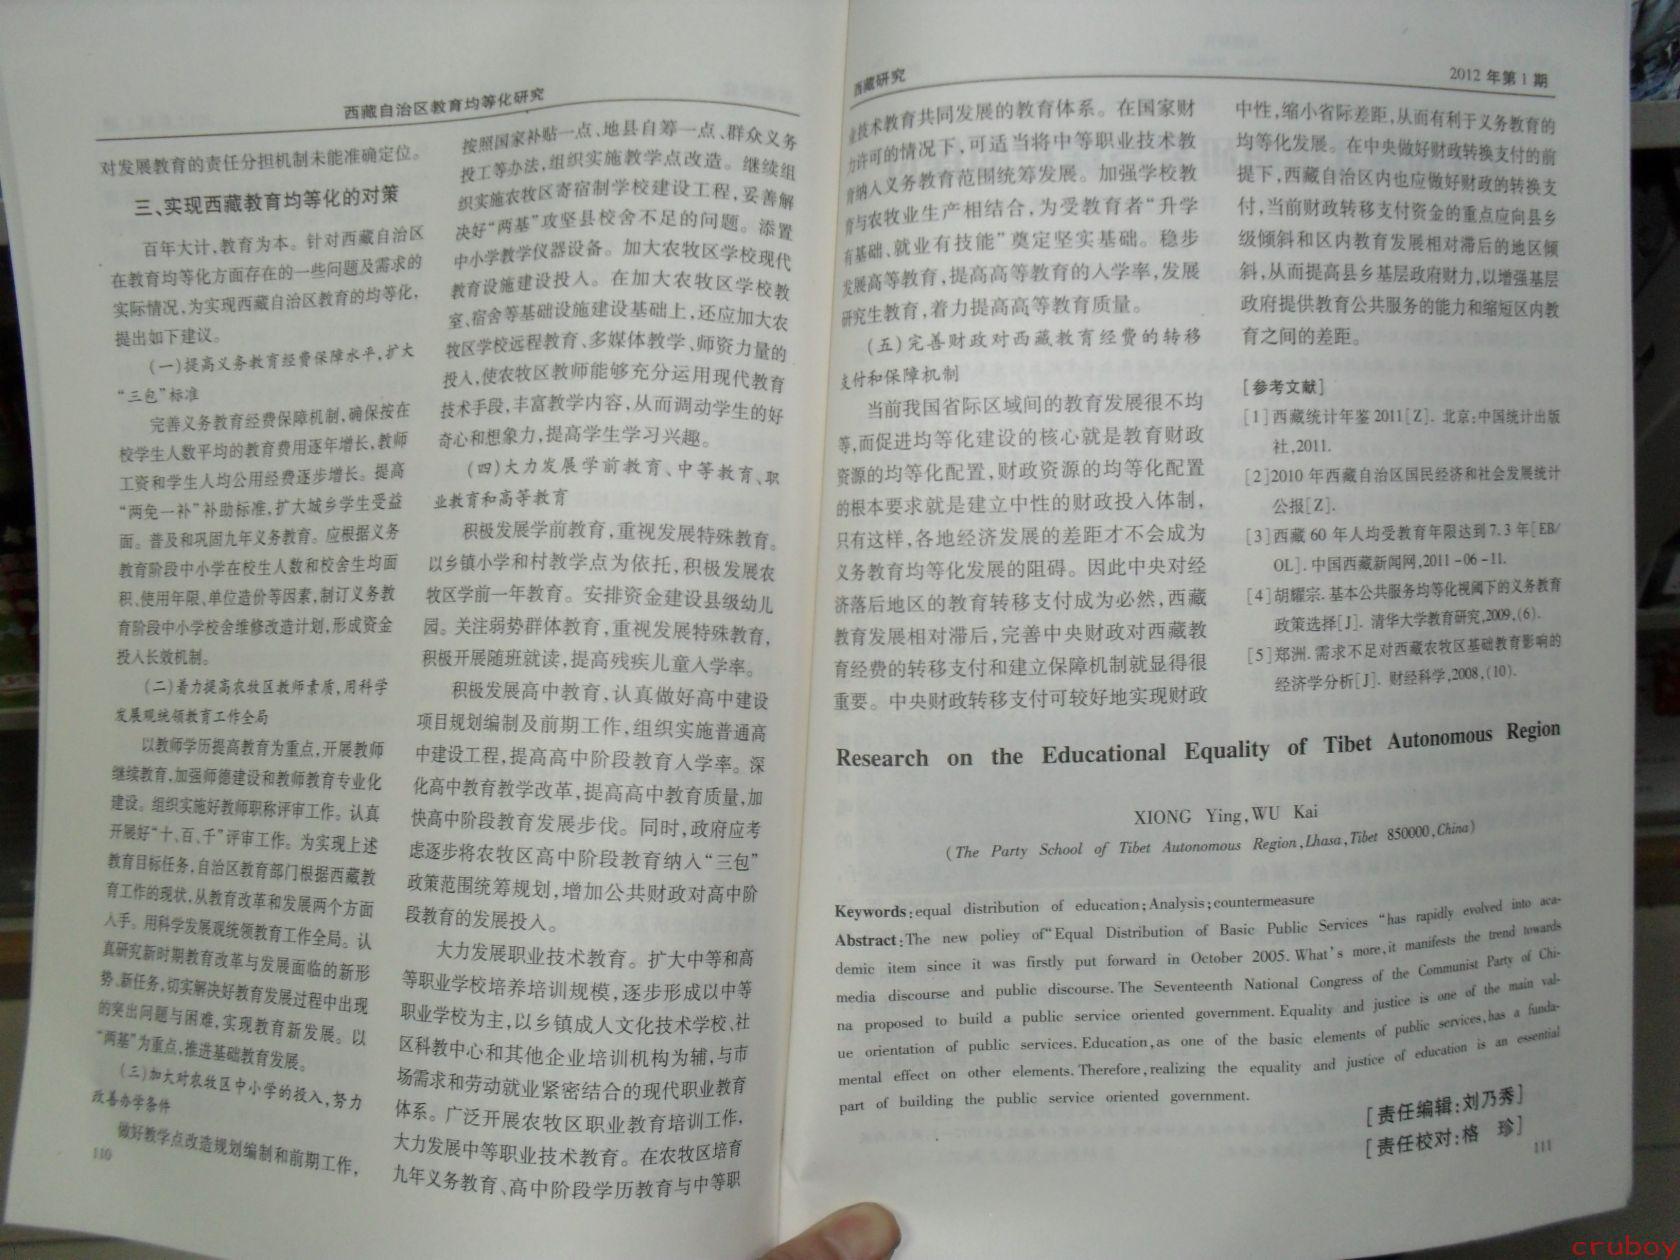 西藏自治区教育均等化研究
对发展教育的责任分担机制未能准确定位。
三、实现西藏教育均等化的对策
百年大计,教育为本。针对西藏自治区
在教育均等化方面存在的一些问题及需求的
实际情况,为实现西藏自治区教育的均等化,
提出如下建议。
(一)提高义务教育经费保障水平,扩大
“三包”标准
完善义务教育经费保障机制,确保按在
校学生人数平均的教育费用逐年增长,教师
工资和学生人均公用经费逐步增长。提高
“两免一补”补助标准,扩大城乡学生受益
面。普及和巩固九年义务教育。应根据义务
教育阶段中小学在校生人数和校舍生均面
积、使用年限、单位造价等因素,制订义务教
育阶段中小学校舍维修改造计划,形成资金
投入长效机制。
(二)着力提高农牧区教师素质,用科学
发展观统领教育工作全局
以教师学历提高教育为重点,开展教师
继续教育,加强师德建设和教师教育专业化
建设。组织实施好教师职称评审工作。认真
开展好“十、百、千”评审工作。为实现上述
教育目标任务,自治区教育部门根据西藏教
育工作的现状,从教育改革和发展两个方面
入手。用科学发展观统领教育工作全局。认
真研究新时期教育改革与发展面临的新形
势、新任务,切实解决好教育发展过程中出现
的突出问题与困难,实现教育新发展。以
“两基”为重点,推进基础教育发展。
(三)加大对农牧区中小学的投入,努力
改善办学条件
做好教学点改造规划编制和前期工作,
110
按照国家补贴一点、地县自筹一点、群众义务
投工等办法,组织实施教学点改造。继续组
织实施农牧区寄宿制学校建设工程,妥善解
决好“两基”攻坚县校舍不足的问题。添置
中小学教学仪器设备。加大农牧区学校现代
教育设施建设投入。在加大农牧区学校教
室、宿舍等基础设施建设基础上,还应加大农
牧区学校远程教育、多媒体教学、师资力量的
投入,使农牧区教师能够充分运用现代教育
技术手段,丰富教学内容,从而调动学生的好
奇心和想象力,提高学生学习兴趣。
(四)大力发展学前教育、中等教育、职
业教育和高等教育
积极发展学前教育,重视发展特殊教育。
以乡镇小学和村教学点为依托,积极发展农
牧区学前一年教育。安排资金建设县级幼儿
园。关注弱势群体教育,重视发展特殊教育,
积极开展随班就读,提高残疾儿童入学率。
积极发展高中教育,认真做好高中建设
项目规划编制及前期工作,组织实施普通高
中建设工程,提高高中阶段教育入学率。深
化高中教育教学改革,提高高中教育质量,加
快高中阶段教育发展步伐。同时,政府应考
虑逐步将农牧区高中阶段教育纳入“三包”
政策范围统筹规划,增加公共财政对高中阶
段教育的发展投入。
大力发展职业技术教育。扩大中等和高
等职业学校培养培训规模,逐步形成以中等
职业学校为主,以乡镇成人文化技术学校、社
区科教中心和其他企业培训机构为辅,与市
场需求和劳动就业紧密结合的现代职业教育
体系。广泛开展农牧区职业教育培训工作,
大力发展中等职业技术教育。在农牧区培育
九年义务教育、高中阶段学历教育与中等职
西藏研究
2012 年第 1 期
业技术教育共同发展的教育体系。在国家财
力许可的情况下,可适当将中等职业技术教
育纳入义务教育范围统筹发展。加强学校教
育与农牧业生产相结合,为受教育者“升学
有基础、就业有技能”奠定坚实基础。稳步
发展高等教育,提高高等教育的入学率,发展
研究生教育,着力提高高等教育质量。
(五)完善财政对西藏教育经费的转移
支付和保障机制
当前我国省际区域间的教育发展很不均
等,而促进均等化建设的核心就是教育财政
资源的均等化配置,财政资源的均等化配置
的根本要求就是建立中性的财政投入体制,
只有这样,各地经济发展的差距才不会成为
义务教育均等化发展的阻碍。因此中央对经
济落后地区的教育转移支付成为必然,西藏
教育发展相对滞后,完善中央财政对西藏教
育经费的转移支付和建立保障机制就显得很
重要。中央财政转移支付可较好地实现财政
中性,缩小省际差距,从而有利于义务教育的
均等化发展。在中央做好财政转换支付的前
提下,西藏自治区内也应做好财政的转换支
付,当前财政转移支付资金的重点应向县乡
级倾斜和区内教育发展相对滞后的地区倾
斜,从而提高县乡基层政府财力,以增强基层
政府提供教育公共服务的能力和缩短区内教
育之间的差距。
[参考文献]
[1]西藏统计年鉴2011[Z]. 北京:中国统计出版
社,2011.
[2]2010 年西藏自治区国民经济和社会发展统计
公报[Z].
[3]西藏 60 年人均受教育年限达到7.3年[EB/
OL]. 中国西藏新闻网,2011-06-11.
[4]胡耀宗.基本公共服务均等化视阈下的义务教育
政策选择[J]. 清华大学教育研究,2009,(6).
[5]郑洲.需求不足对西藏农牧区基础教育影响的
经济学分析[J]. 财经科学,2008,(10).
Research on the Educational Equality of Tibet Autonomous Region
XIONG Ying,WU Kai
(The Party School of Tibet Autonomous Region,Lhasa,Tibet 850000,China)
Keywords:equal distribution of education;Analysis;countermeasure
Abstract:The new poliey of“Equal Distribution of Basic Public Services “has rapidly evolved into aca-
demic item since it was firstly put forward in October 2005. What's more,it manifests the trend towards
media discourse and public discourse. The Seventeenth National Congress of the Communist Party of Chi-
na proposed to build a public service oriented government. Equality and justice is one of the main val-
ue orientation of public services. Education,as one of the basic elements of public services,has a funda-
mental effect on other elements. Therefore,realizing the equality and justice of education is an essential
part of building the public service oriented government.
[责任编辑:刘乃秀]
[责任校对:格 珍]
111
cruboy